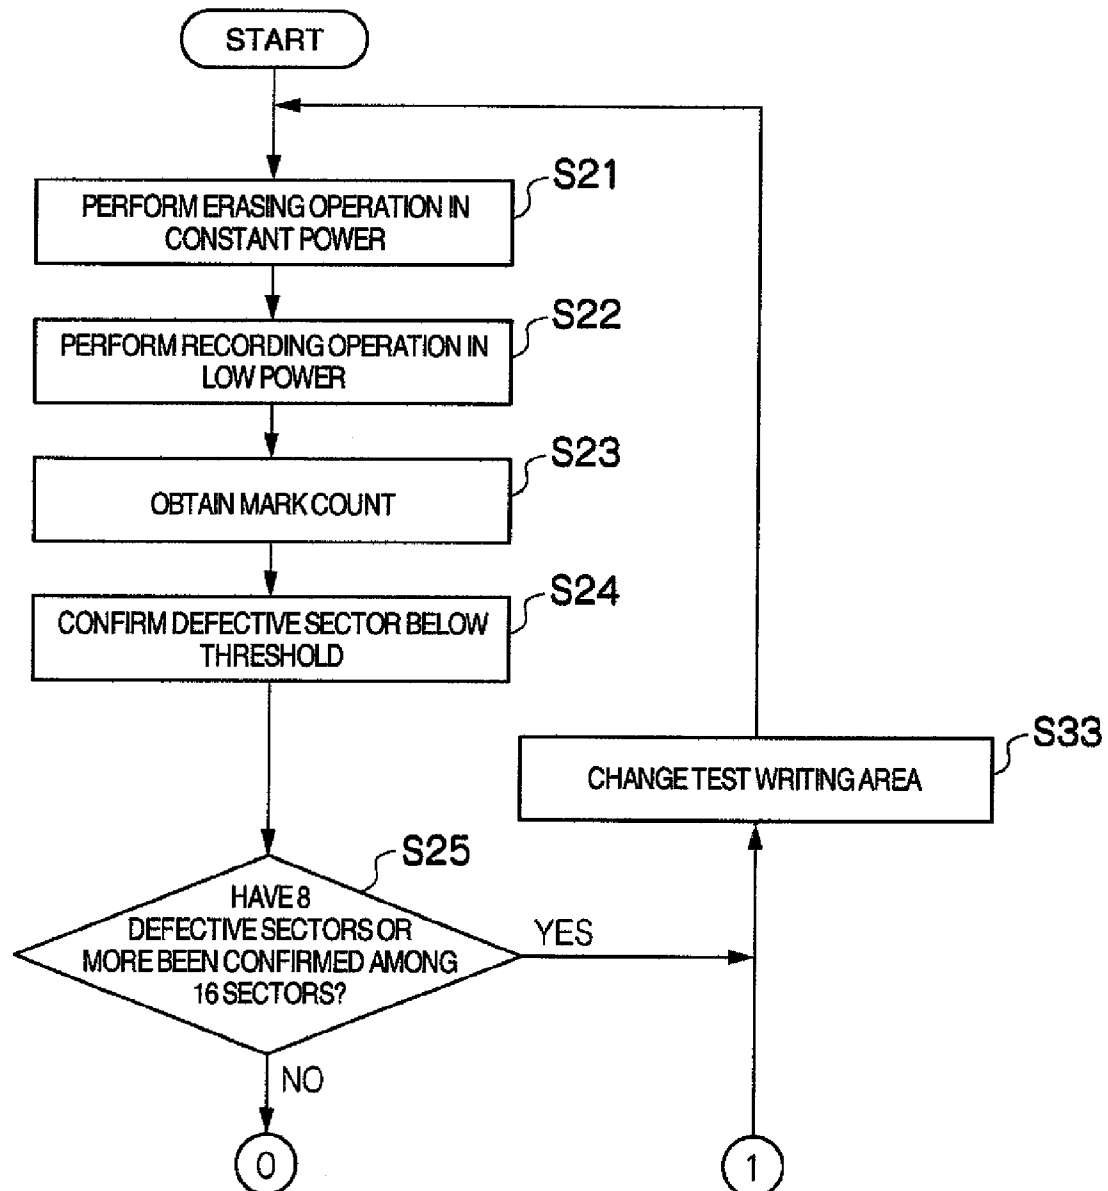 START
S21
PERFORM ERASING OPERATION IN
CONSTANT POWER
S22
PERFORM RECORDING OPERATION IN
LOW POWER
S23
OBTAIN MARK COUNT
S24
CONFIRM DEFECTIVE SECTOR BELOW
THRESHOLD
S33
CHANGE TEST WRITING AREA
S25
HAVE 8
DEFECTIVE SECTORS OR
MORE BEEN CONFIRMED AMONG
16 SECTORS?
YES
NO
0
1